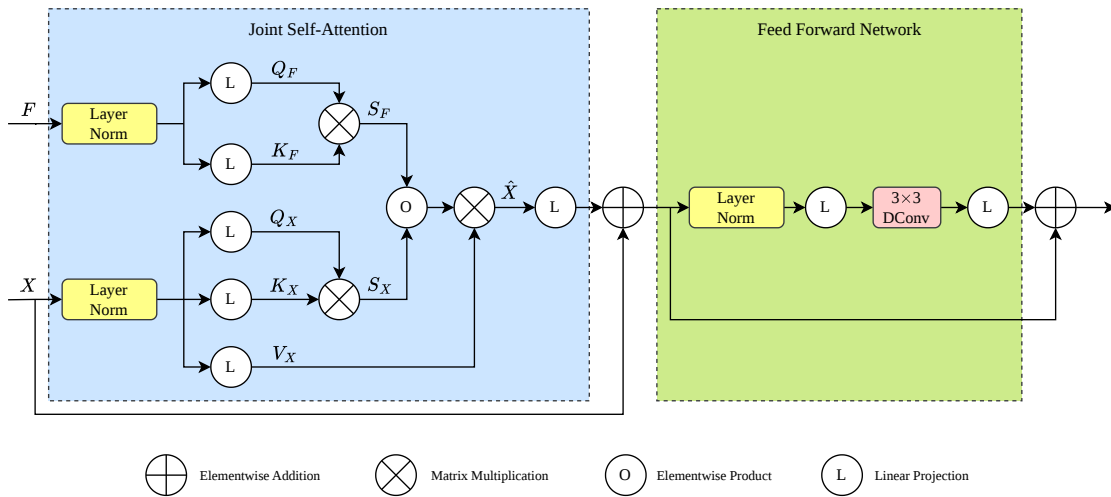 Joint Self-Attention
Feed Forward Network
F
Layer
Norm
L
Q_F
L
K_F
S_F
X
Layer
Norm
L
Q_X
L
K_X
S_X
L
V_X
O
X̂
L
Layer
Norm
L
3×3
DConv
L
Elementwise Addition
Matrix Multiplication
O
Elementwise Product
L
Linear Projection